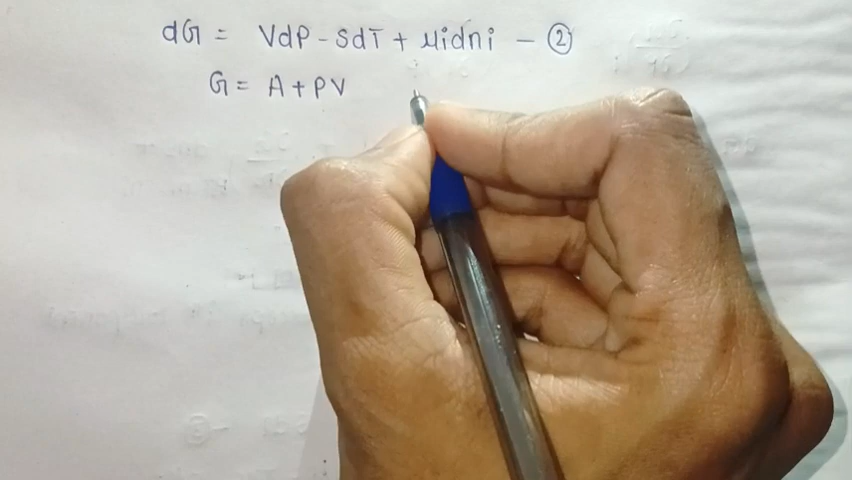 dG = VdP - SdT + μidni - ②
G = A + PV